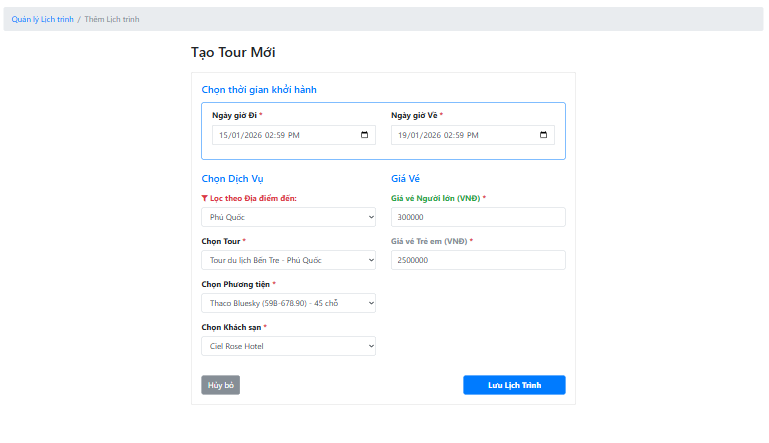 Quản lý Lịch trình / Thêm Lịch trình
Tạo Tour Mới
Chọn thời gian khởi hành
Ngày giờ Đi *
Ngày giờ Về *
15/01/2026 02:59 PM
19/01/2026 02:59 PM
Chọn Dịch Vụ
Giá Vé
Lọc theo Địa điểm đến:
Giá vé Người lớn (VNĐ) *
Phú Quốc
300000
Chọn Tour *
Giá vé Trẻ em (VNĐ) *
Tour du lịch Bến Tre - Phú Quốc
2500000
Chọn Phương tiện *
Thaco Bluesky (59B-678.90) - 45 chỗ
Chọn Khách sạn *
Ciel Rose Hotel
Hủy bỏ
Lưu Lịch Trình